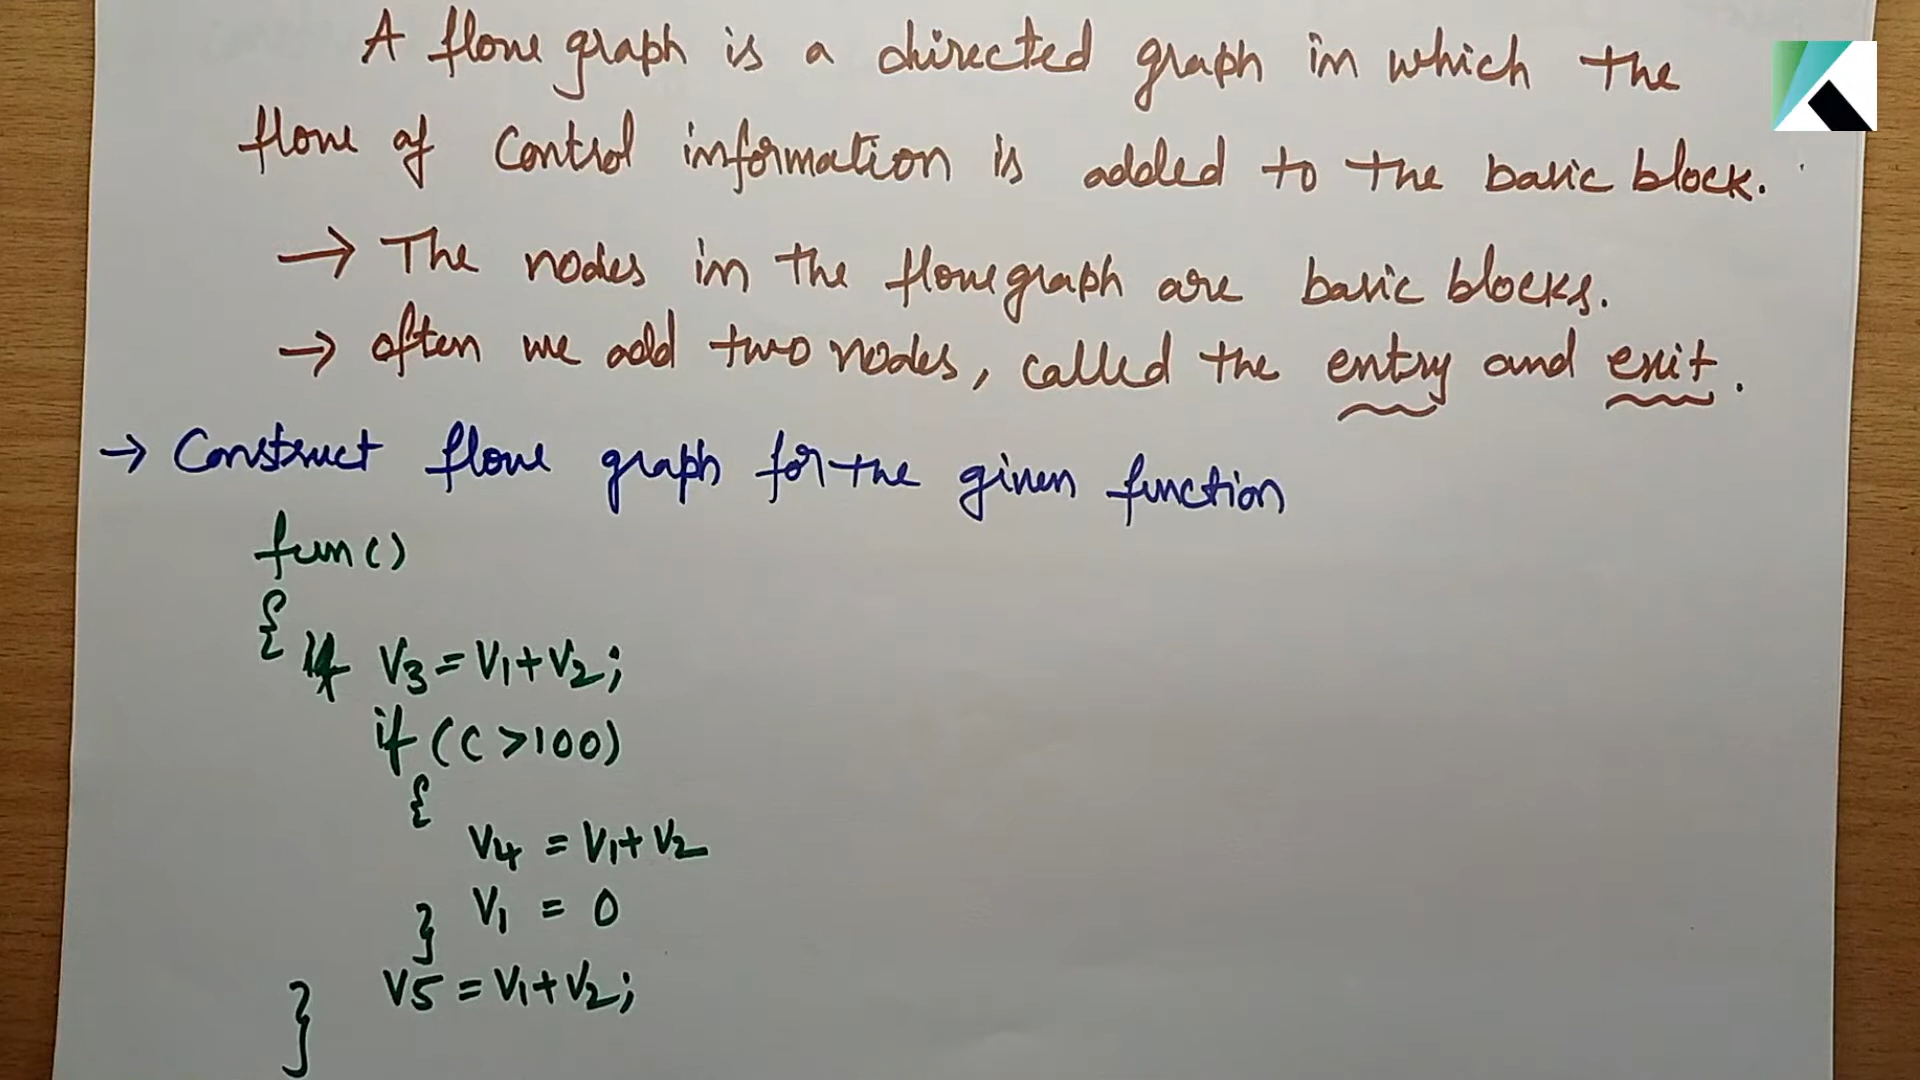 A flow graph is a directed graph in which the
flow of Control information is added to the basic block.
→ The nodes in the flowgraph are basic blocks.
→ often we add two nodes, called the entry and exit.
→ Construct flow graph for the given function
fun()
{
V3 = V1+V2;
if (C >100)
{
V4 = V1+V2
V1 = 0
}
V5 = V1+V2;
}